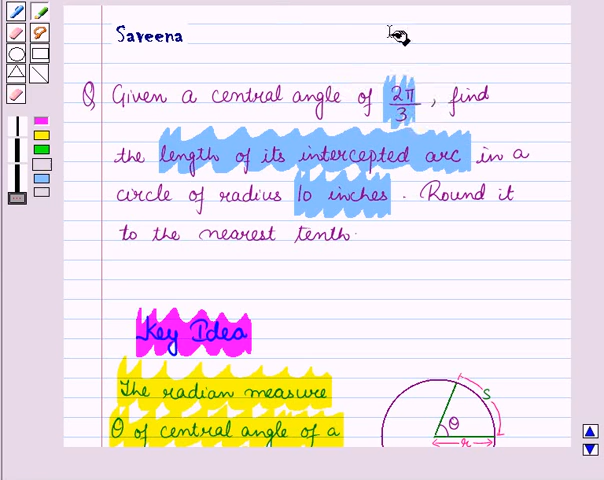 Saveena
Q Given a central angle of 2π/3, find
the length of its intercepted arc in a
circle of radius 10 inches. Round it
to the nearest tenth.
Key Idea
The radian measure
θ of central angle of a
s
θ
r